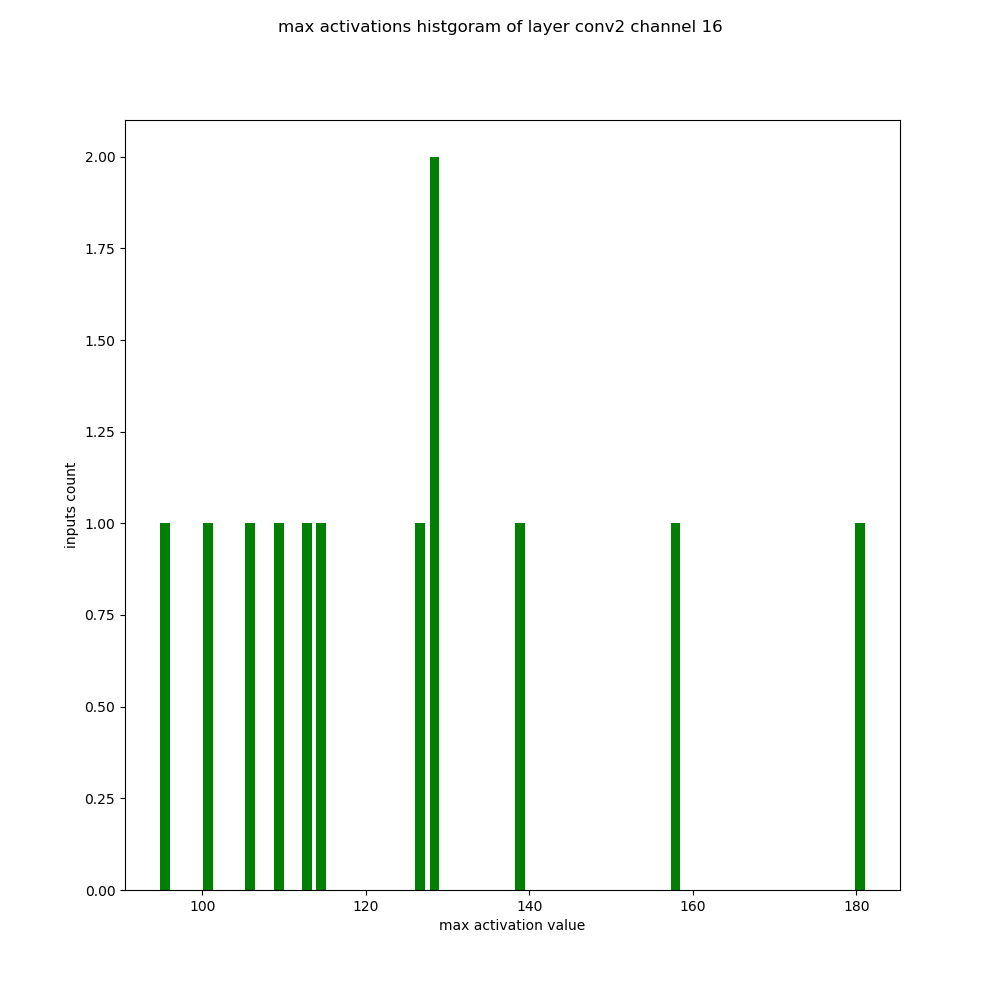 max activations histgoram of layer conv2 channel 16
2.00
1.75
1.50
1.25
1.00
0.75
0.50
0.25
0.00
inputs count
100 120 140 160 180
max activation value